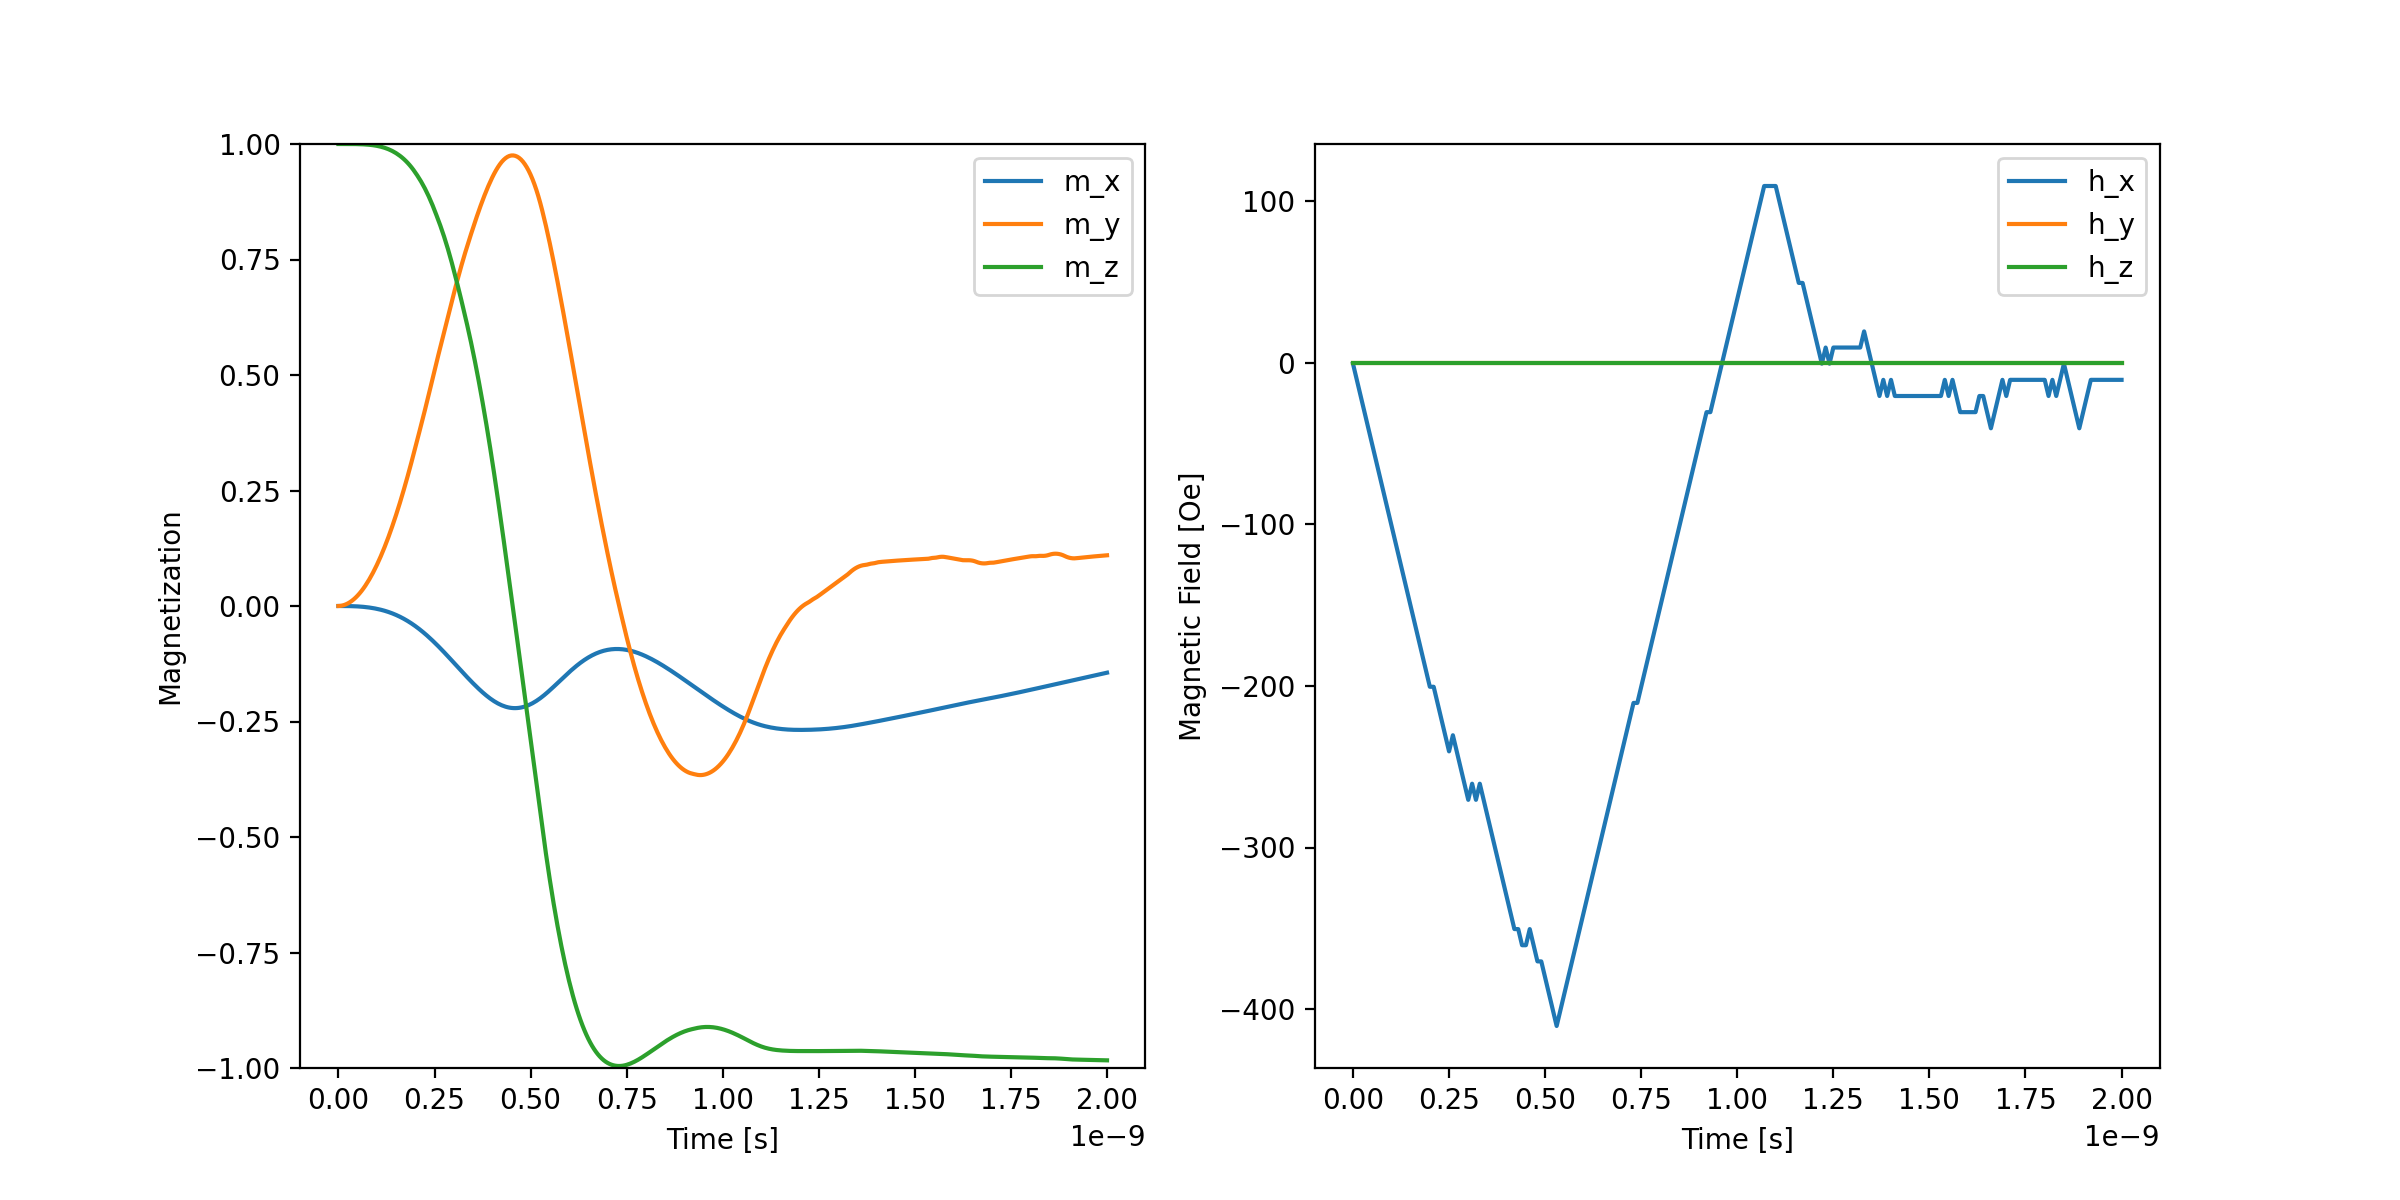 1.00
0.75
0.50
0.25
0.00
−0.25
−0.50
−0.75
−1.00
Magnetization
m_x
m_y
m_z
0.00 0.25 0.50 0.75 1.00 1.25 1.50 1.75 2.00
Time [s]
1e−9
100
0
−100
−200
−300
−400
Magnetic Field [Oe]
h_x
h_y
h_z
0.00 0.25 0.50 0.75 1.00 1.25 1.50 1.75 2.00
Time [s]
1e−9